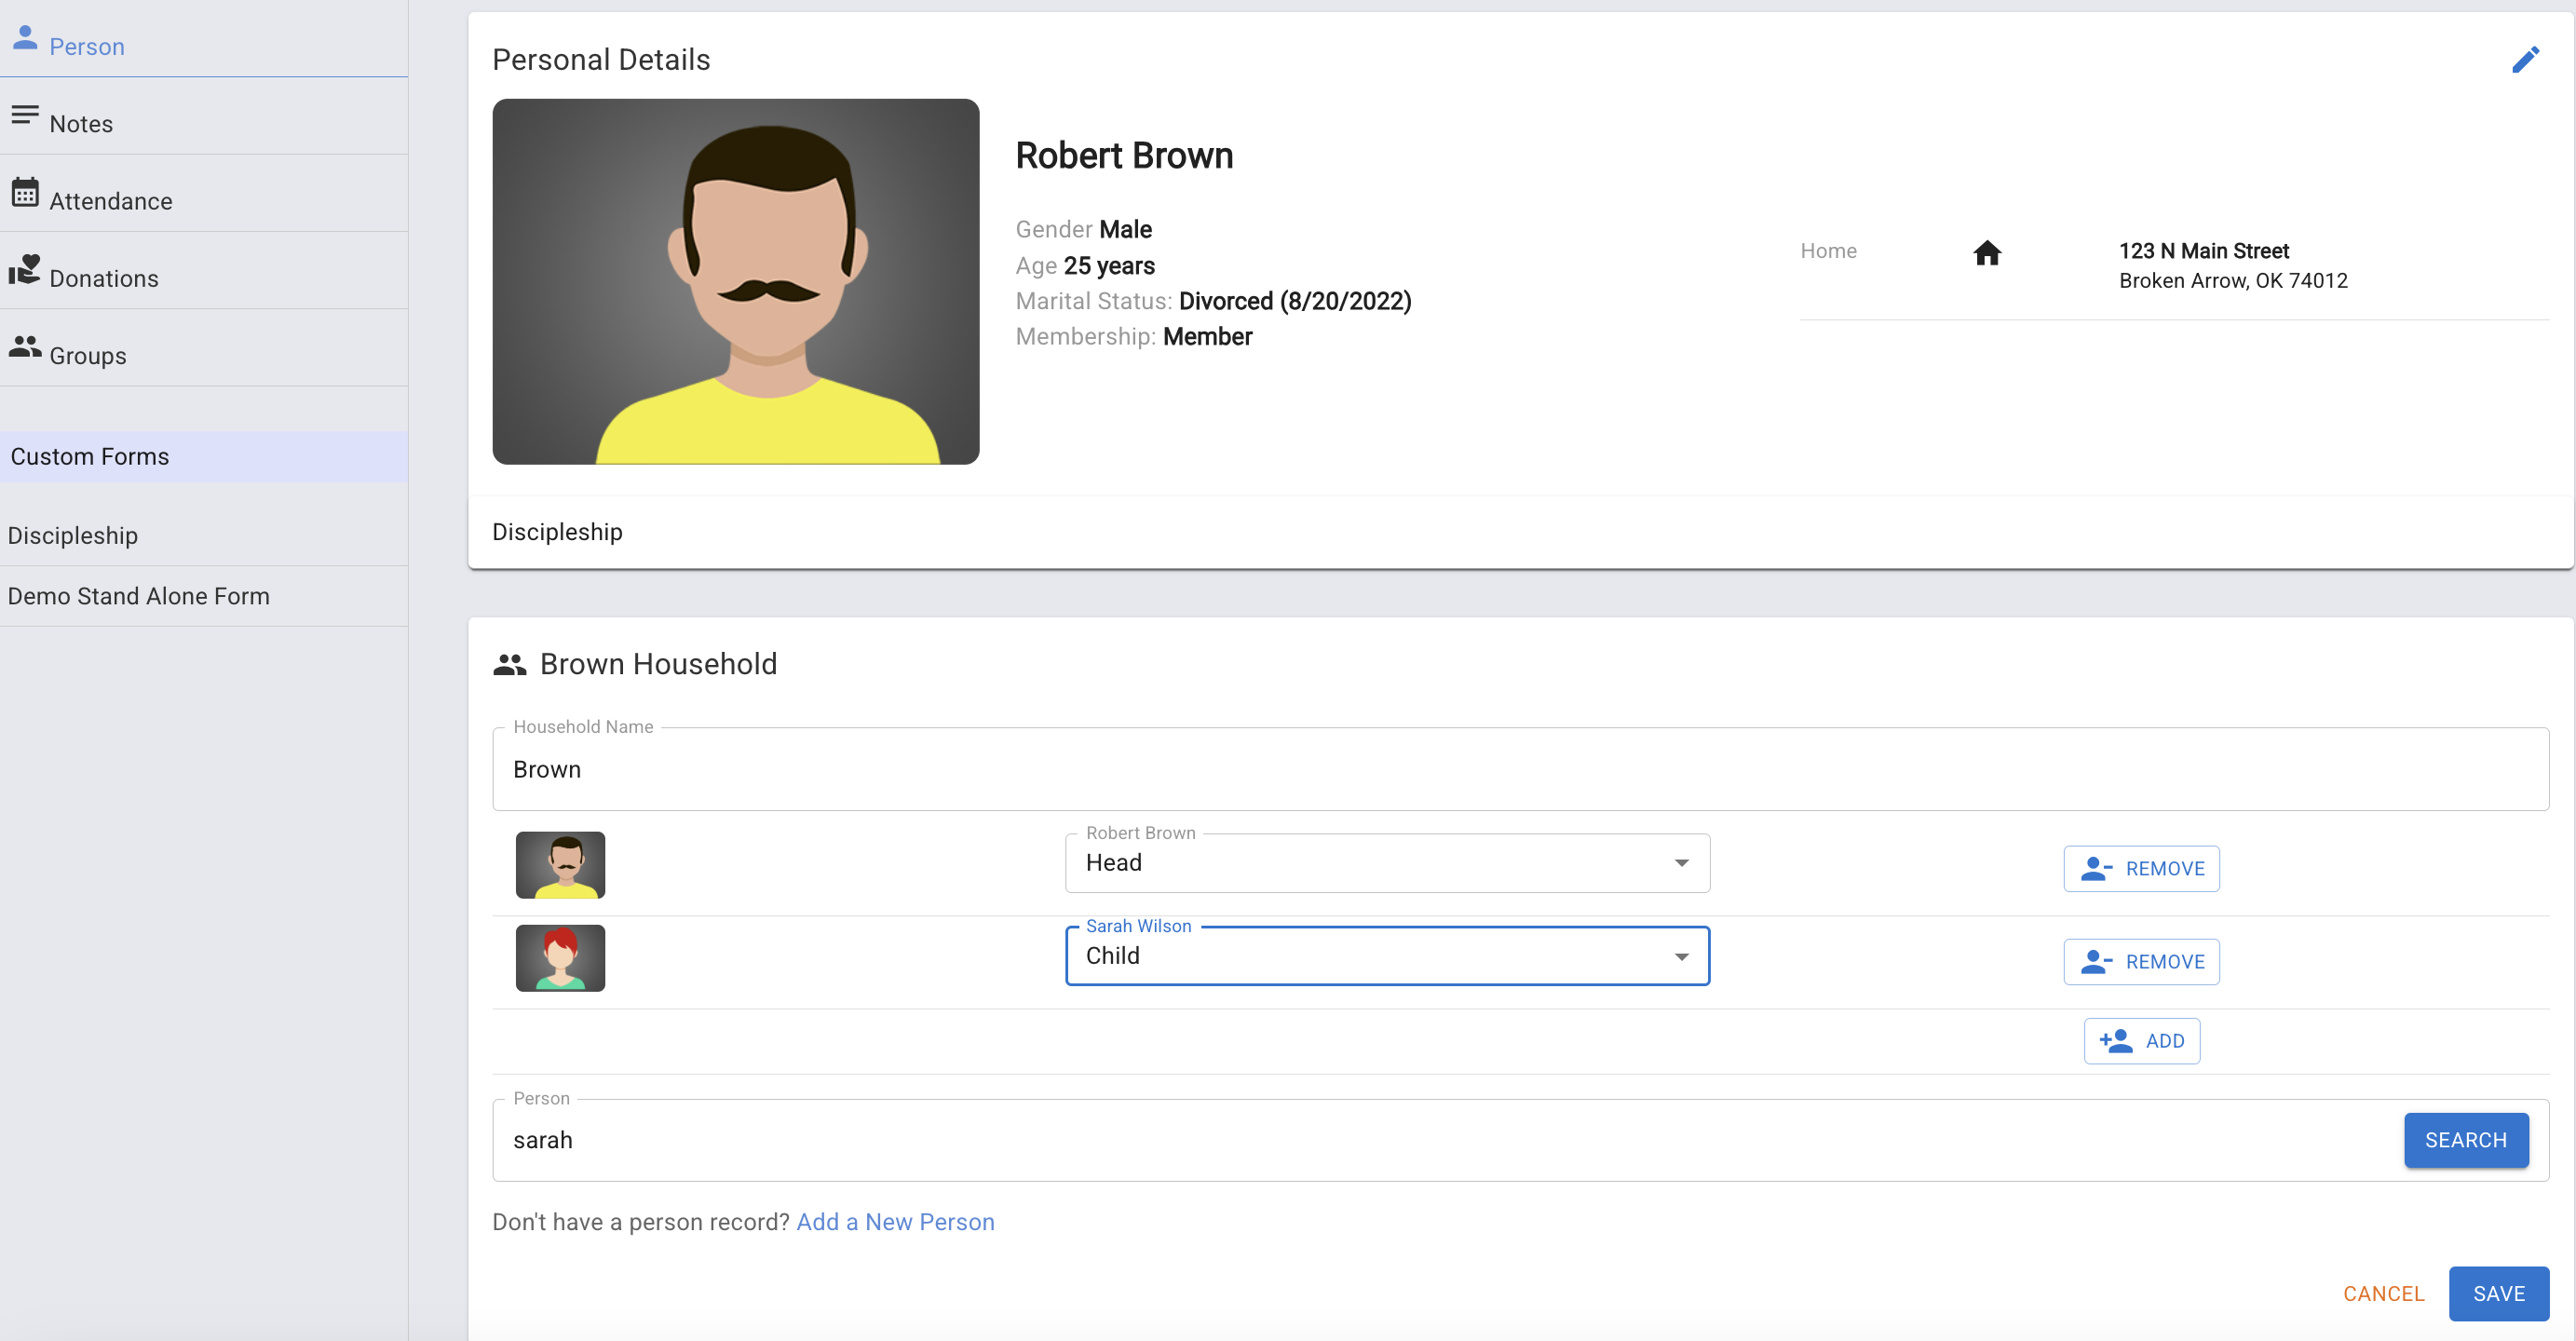 Person
Notes
Attendance
Donations
Groups
Custom Forms
Discipleship
Demo Stand Alone Form
Personal Details
Robert Brown
Gender Male
Age 25 years
Marital Status: Divorced (8/20/2022)
Membership: Member
Home
123 N Main Street
Broken Arrow, OK 74012
Discipleship
Brown Household
Household Name
Brown
Robert Brown
Head
REMOVE
Sarah Wilson
Child
REMOVE
ADD
Person
sarah
SEARCH
Don't have a person record? Add a New Person
CANCEL
SAVE